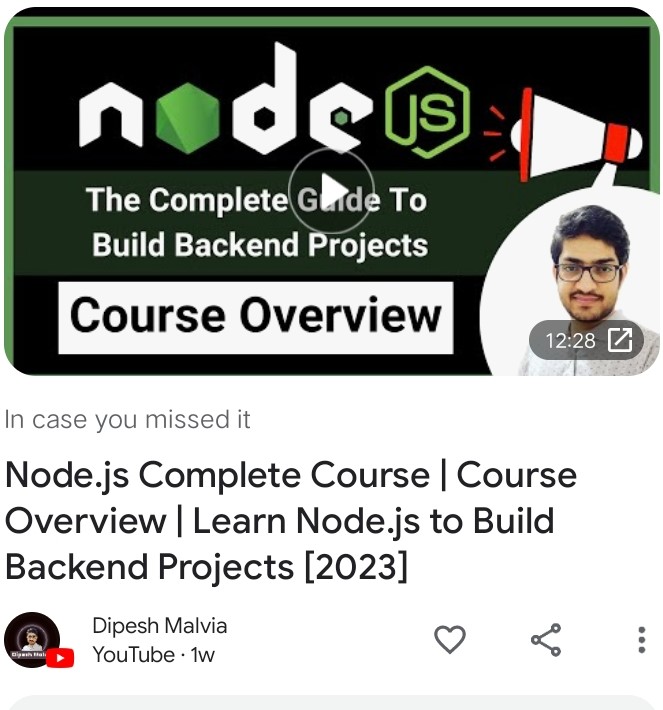 node JS
The Complete Guide To
Build Backend Projects
Course Overview
12:28
In case you missed it
Node.js Complete Course | Course
Overview | Learn Node.js to Build
Backend Projects [2023]
Dipesh Malvia
YouTube · 1w